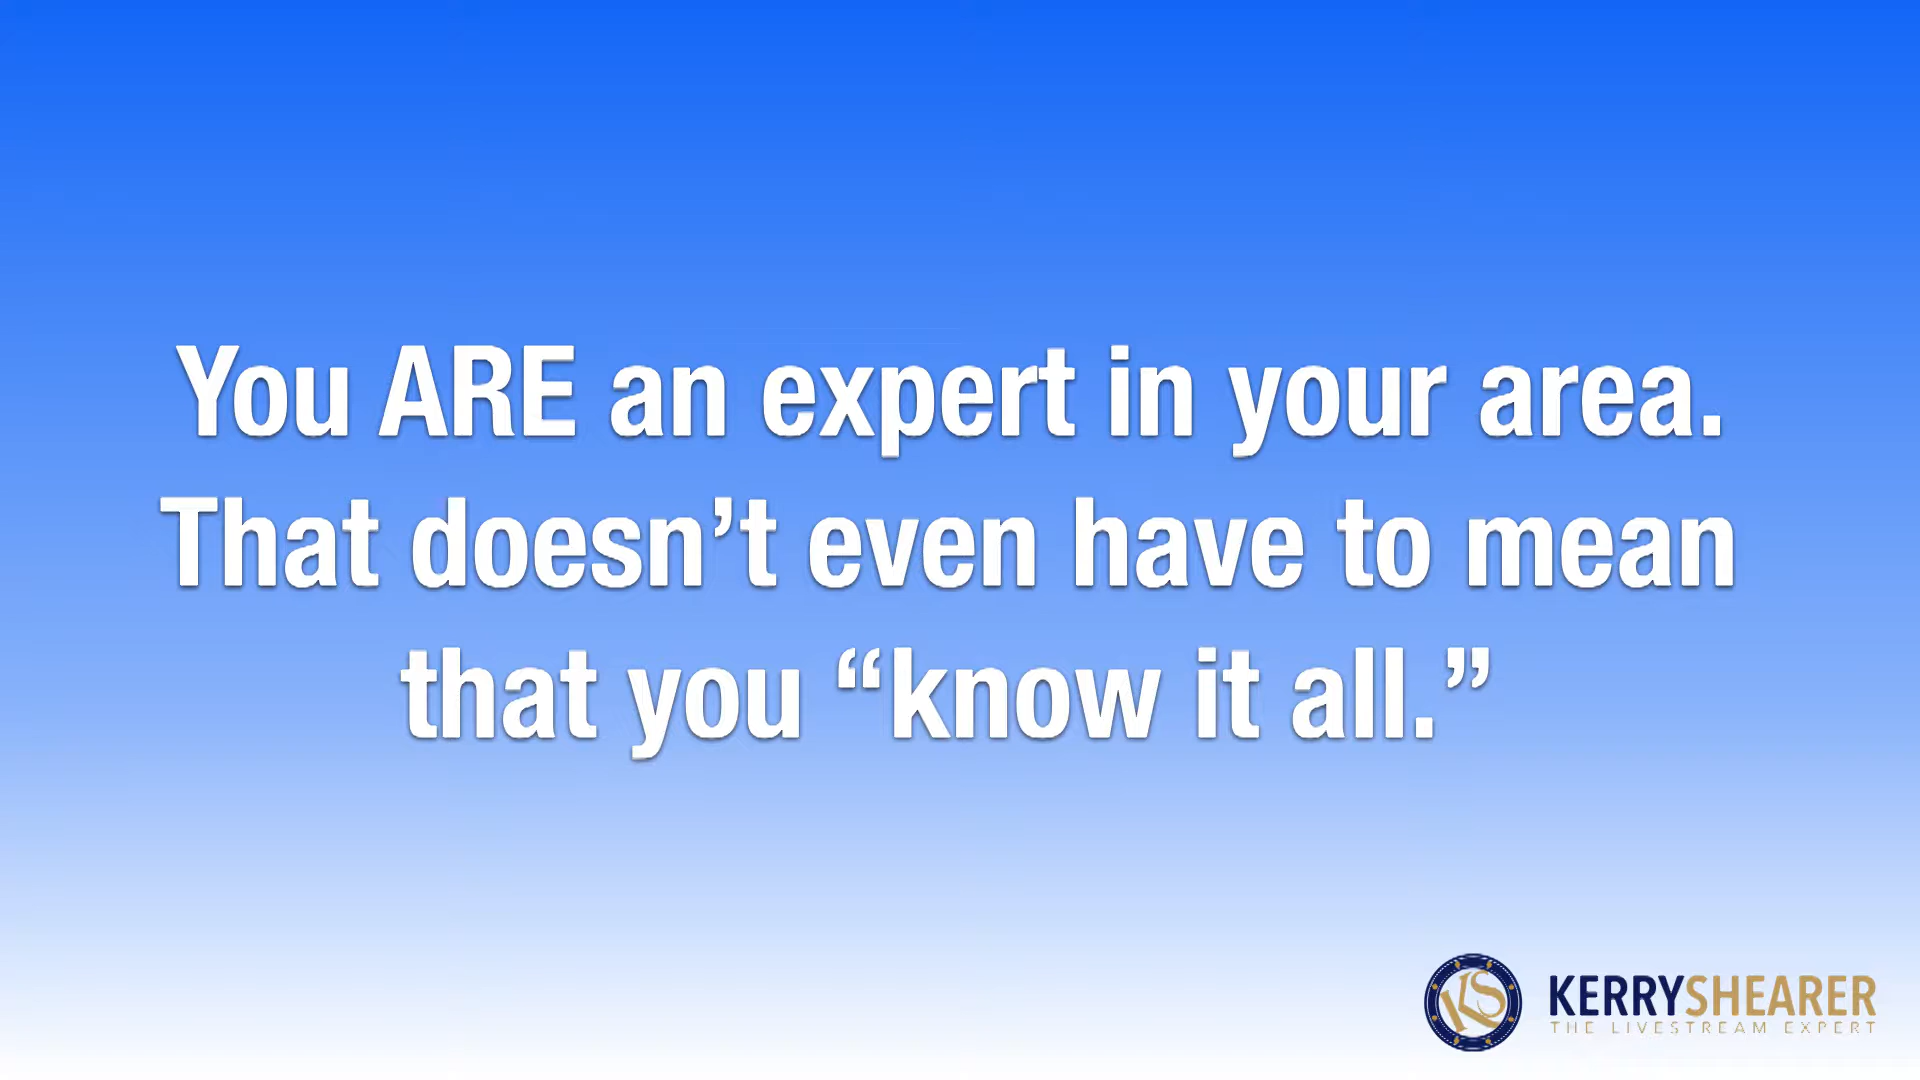 You ARE an expert in your area.
That doesn’t even have to mean
that you “know it all.”
KS
KERRYSHEARER
THE LIVESTREAM EXPERT